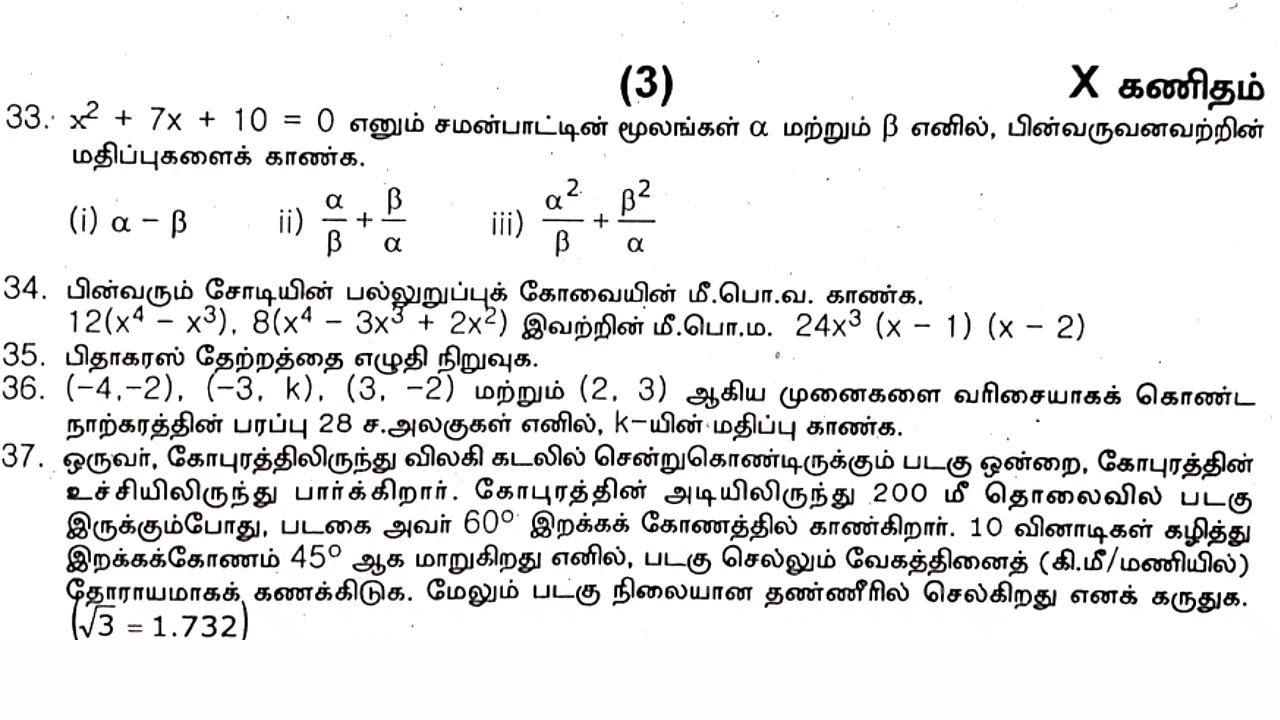 (3)
X கணிதம்
33. x² + 7x + 10 = 0 எனும் சமன்பாட்டின் மூலங்கள் α மற்றும் β எனில், பின்வருவனவற்றின்
மதிப்புகளைக் காண்க.
(i) α − β ii) α/β + β/α iii) α²/β + β²/α
34. பின்வரும் சோடியின் பல்லுறுப்புக் கோவையின் மீ.பொ.வ. காண்க.
12(x⁴ − x³), 8(x⁴ − 3x³ + 2x²) இவற்றின் மீ.பொ.ம. 24x³ (x − 1) (x − 2)
35. பிதாகரஸ் தேற்றத்தை எழுதி நிறுவுக.
36. (−4,−2), (−3, k), (3, −2) மற்றும் (2, 3) ஆகிய முனைகளை வரிசையாகக் கொண்ட
நாற்கரத்தின் பரப்பு 28 ச.அலகுகள் எனில், k−யின் மதிப்பு காண்க.
37. ஒருவர், கோபுரத்திலிருந்து விலகி கடலில் சென்றுகொண்டிருக்கும் படகு ஒன்றை, கோபுரத்தின்
உச்சியிலிருந்து பார்க்கிறார். கோபுரத்தின் அடியிலிருந்து 200 மீ தொலைவில் படகு
இருக்கும்போது, படகை அவர் 60° இறக்கக் கோணத்தில் காண்கிறார். 10 வினாடிகள் கழித்து
இறக்கக்கோணம் 45° ஆக மாறுகிறது எனில், படகு செல்லும் வேகத்தினைத் (கி.மீ/மணியில்)
தோராயமாகக் கணக்கிடுக. மேலும் படகு நிலையான தண்ணீரில் செல்கிறது எனக் கருதுக.
(√3 = 1.732)